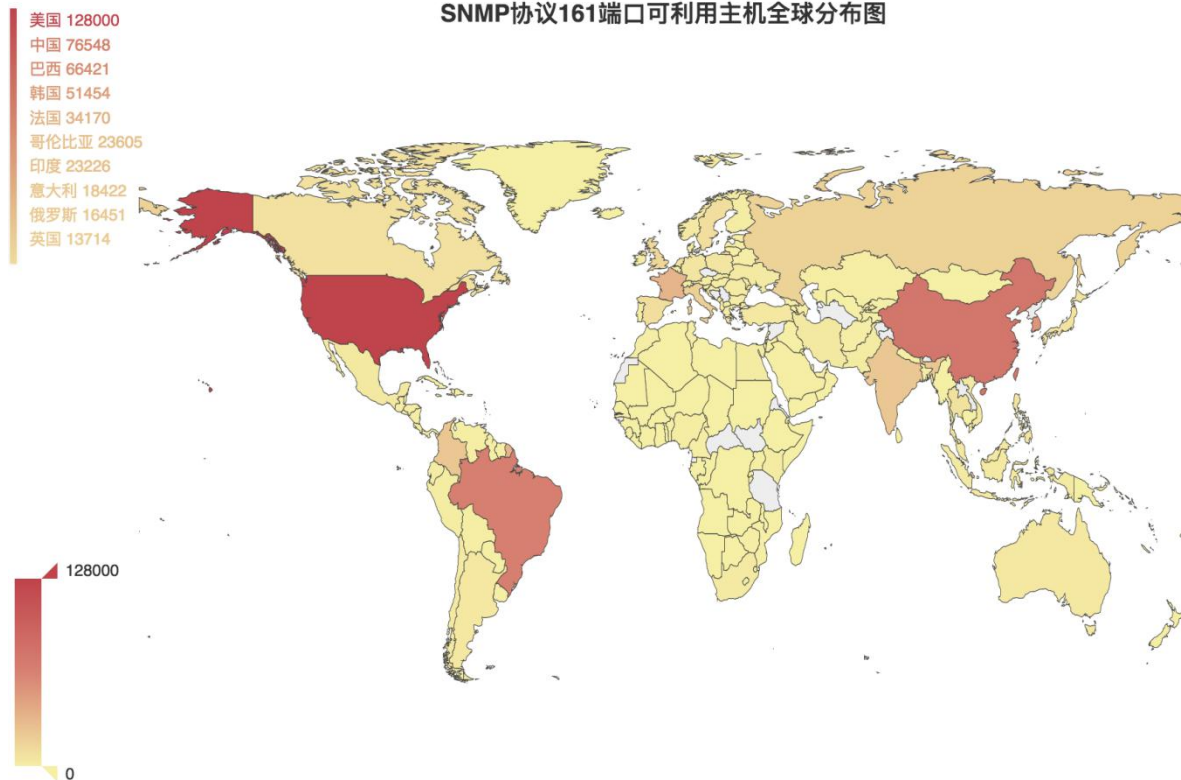 SNMP协议161端口可利用主机全球分布图
美国 128000
中国 76548
巴西 66421
韩国 51454
法国 34170
哥伦比亚 23605
印度 23226
意大利 18422
俄罗斯 16451
英国 13714
128000
0